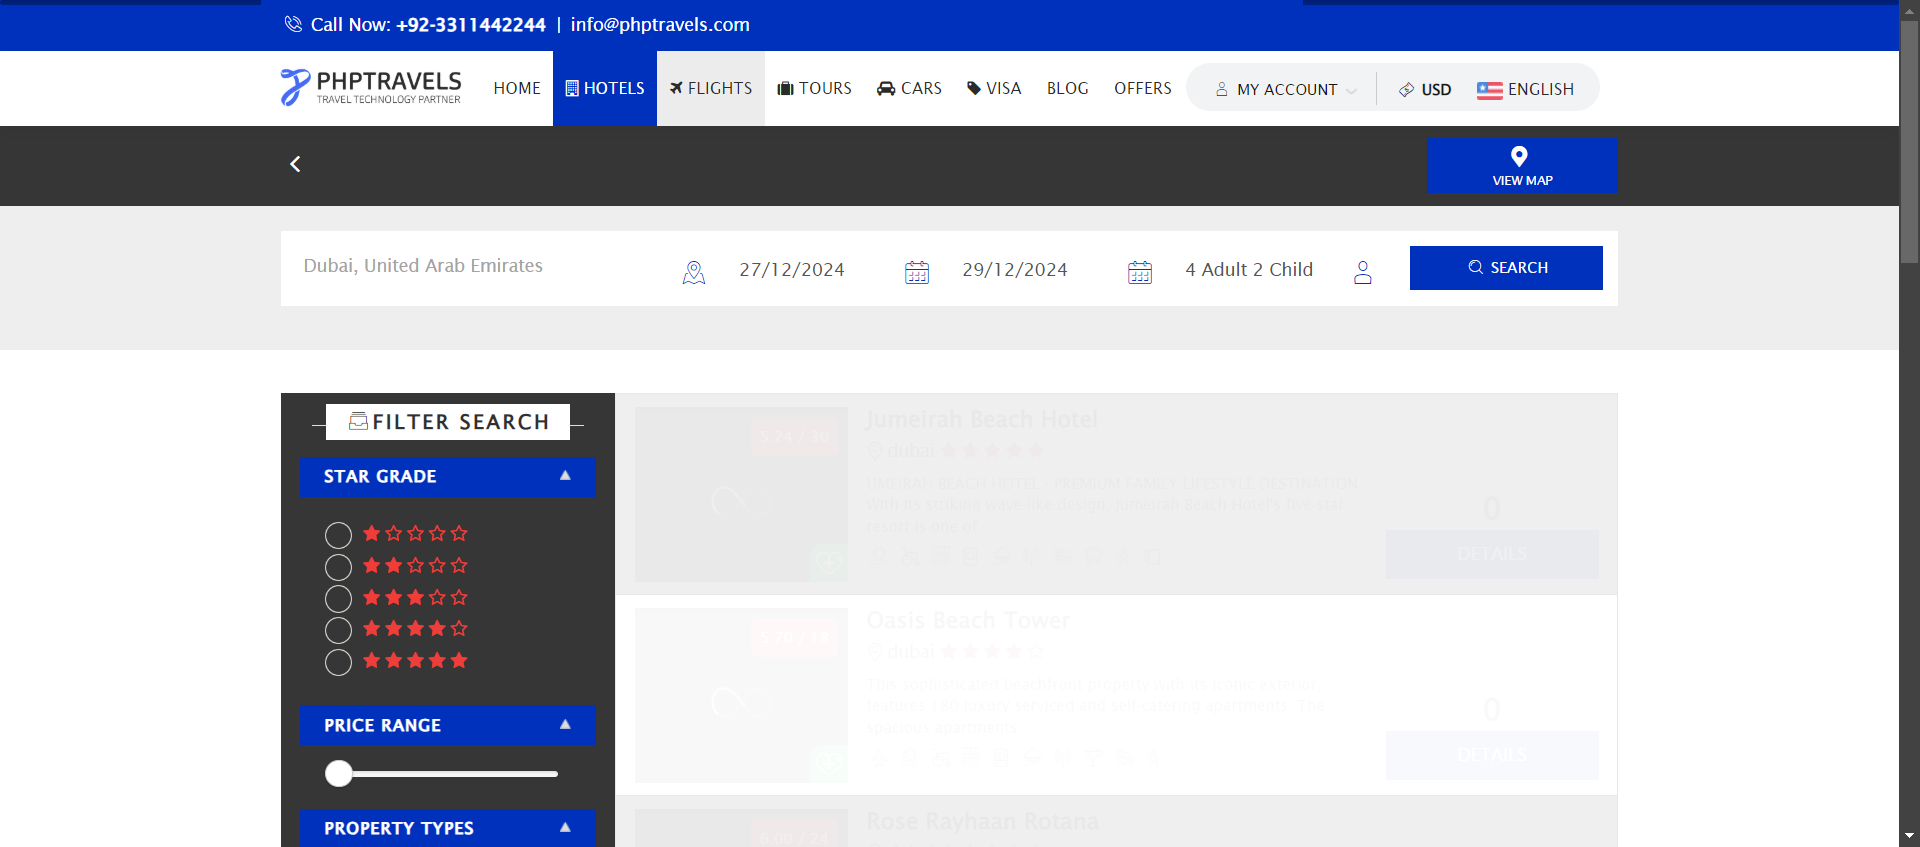 Call Now: +92-3311442244 | info@phptravels.com
PHPTRAVELS
TRAVEL TECHNOLOGY PARTNER
HOME HOTELS FLIGHTS TOURS CARS VISA BLOG OFFERS MY ACCOUNT USD ENGLISH
VIEW MAP
Dubai, United Arab Emirates 27/12/2024 29/12/2024 4 Adult 2 Child SEARCH
FILTER SEARCH
STAR GRADE
PRICE RANGE
PROPERTY TYPES
Jumeirah Beach Hotel
dubai
UMEIRAH BEACH HOTEL - PREMIUM FAMILY LIFESTYLE DESTINATION
With its striking wave-like design, Jumeirah Beach Hotel's five-star
resort is one of
0
DETAILS
Oasis Beach Tower
dubai
This sophisticated beachfront property with its iconic exterior,
features 180 luxury serviced and self-catering apartments. The
spacious apartments
0
DETAILS
Rose Rayhaan Rotana